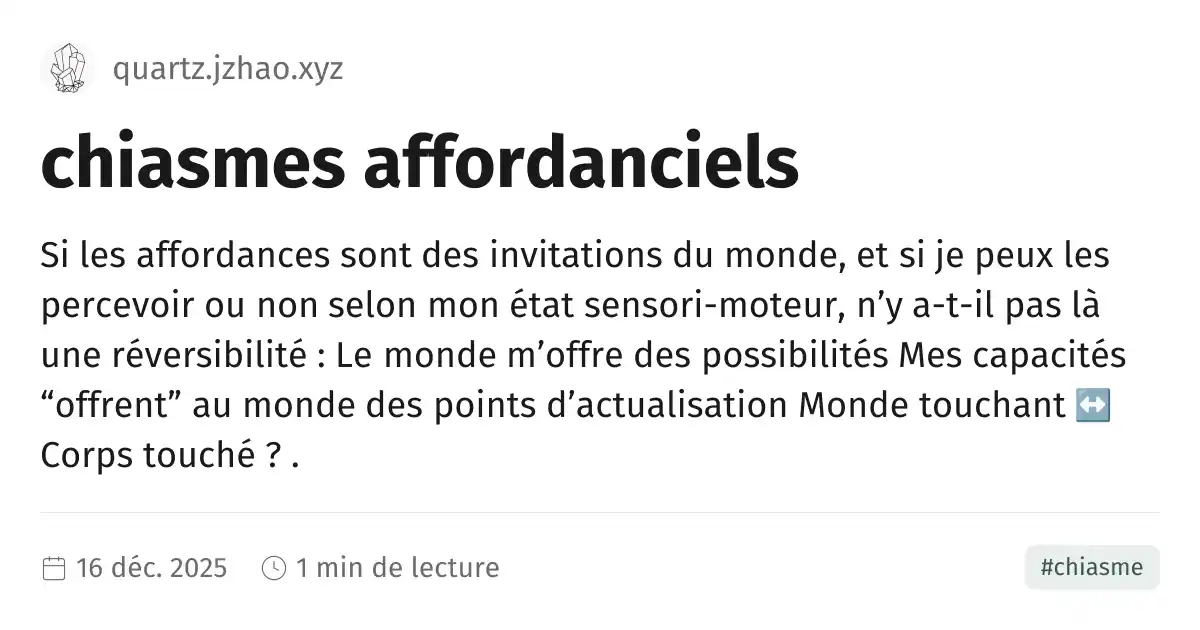 quartz.jzhao.xyz
chiasmes affordanciels
Si les affordances sont des invitations du monde, et si je peux les
percevoir ou non selon mon état sensori-moteur, n’y a-t-il pas là
une réversibilité : Le monde m’offre des possibilités Mes capacités
“offrent” au monde des points d’actualisation Monde touchant ↔️
Corps touché ? .
16 déc. 2025 1 min de lecture #chiasme